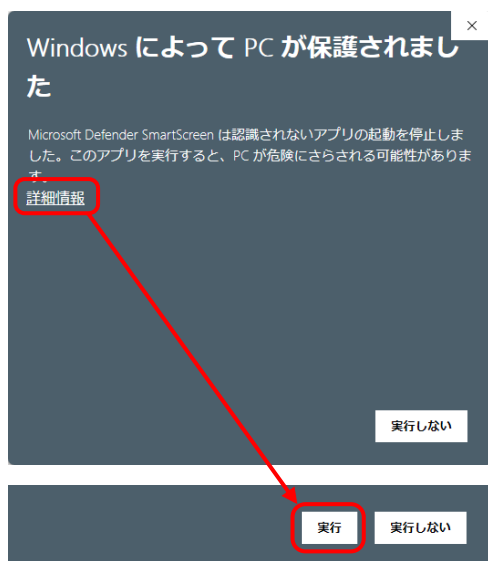 Windows によって PC が保護されまし
た
Microsoft Defender SmartScreen は認識されないアプリの起動を停止しま
した。このアプリを実行すると、PC が危険にさらされる可能性がありま
す。
詳細情報
実行しない
実行
実行しない